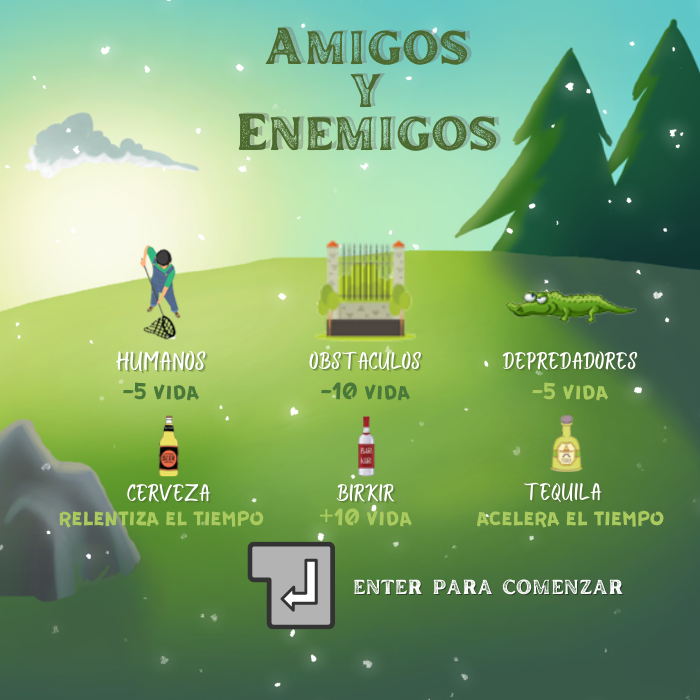 AMIGOS
Y
ENEMIGOS
HUMANOS
OBSTACULOS
DEPREDADORES
-5 VIDA
-10 VIDA
-5 VIDA
CERVEZA
BIRKIR
TEQUILA
RELENTIZA EL TIEMPO
+10 VIDA
ACELERA EL TIEMPO
ENTER PARA COMENZAR